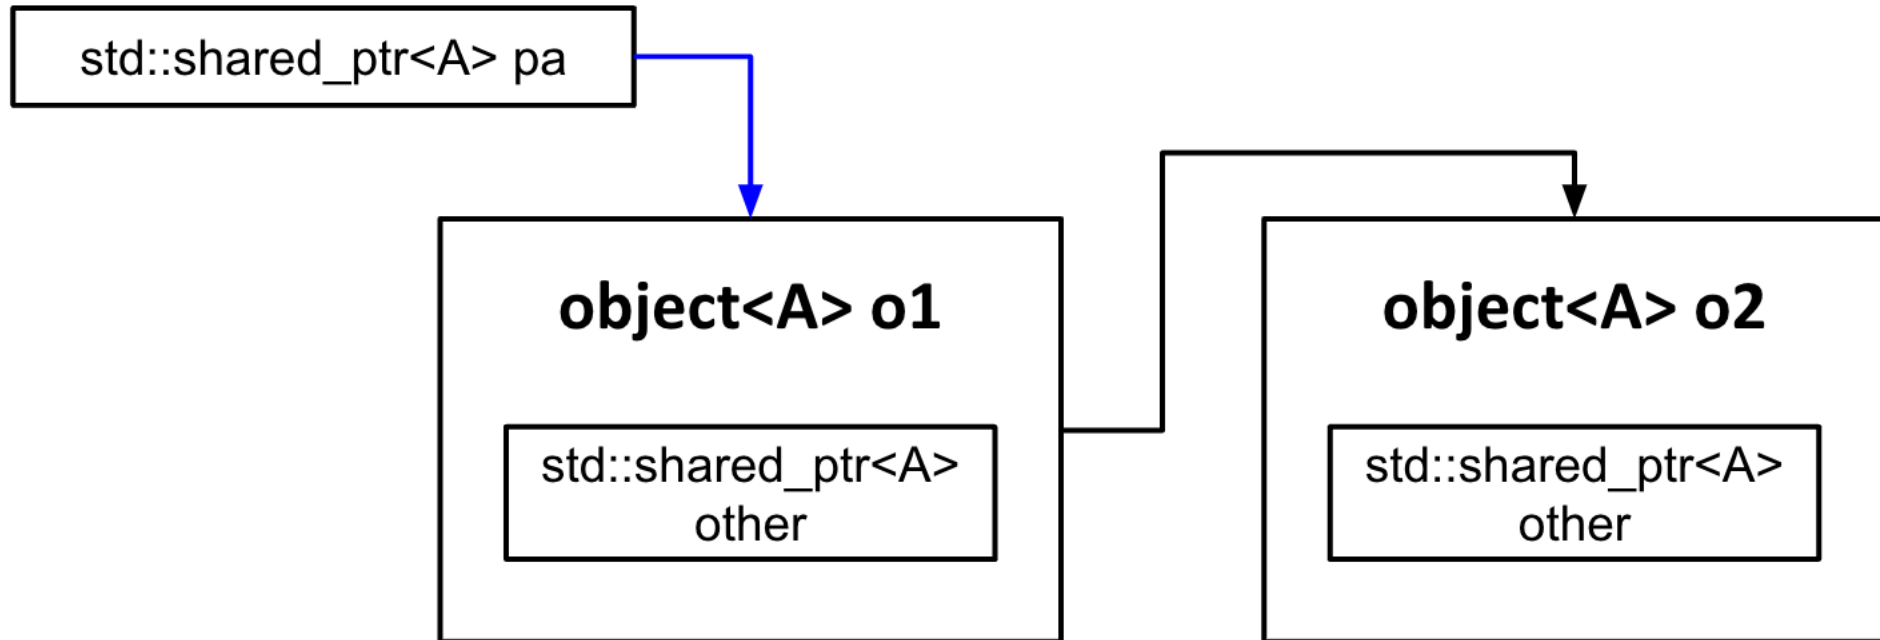 std::shared_ptr<A> pa
object<A> o1
object<A> o2
std::shared_ptr<A>
other
std::shared_ptr<A>
other